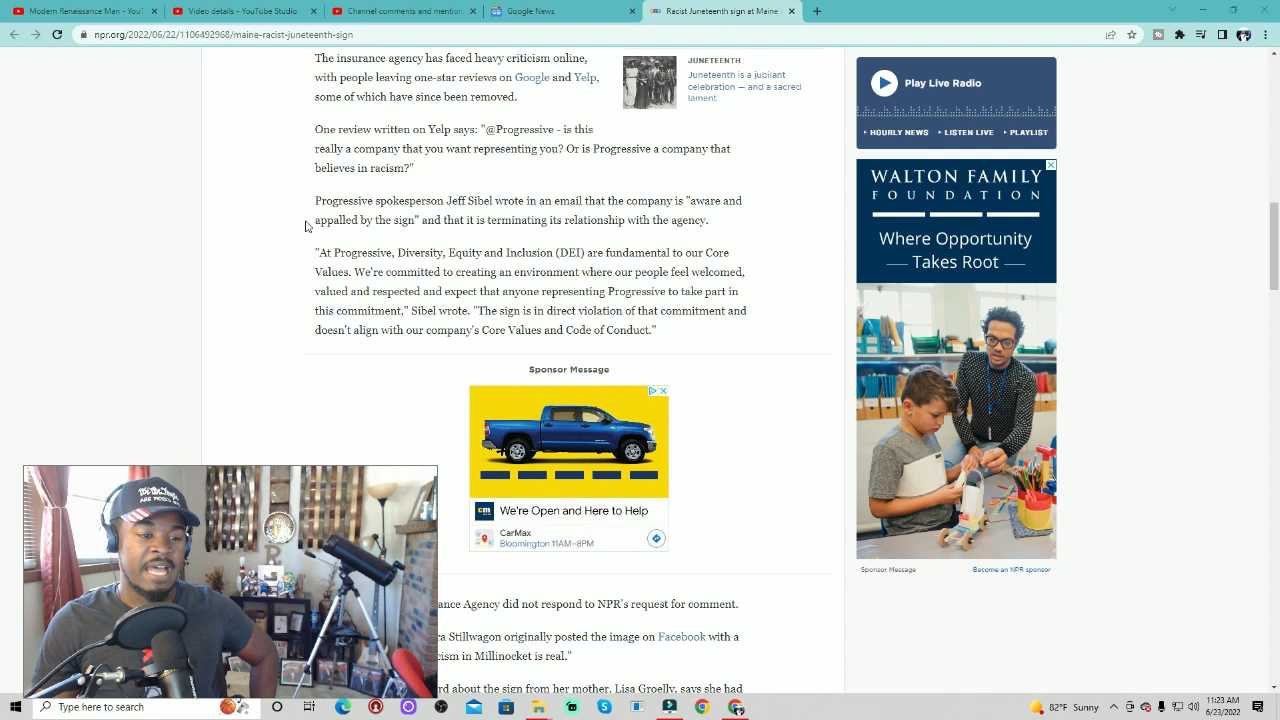 Modern Renaissance Man - YouT
Video details - YouTube Studio
Channel comments and mention
Google News
Racist Juneteenth sign at Maine
npr.org/2022/06/22/1106492968/maine-racist-juneteenth-sign
The insurance agency has faced heavy criticism online,
with people leaving one-star reviews on Google and Yelp,
some of which have since been removed.
JUNETEENTH
Juneteenth is a jubilant
celebration — and a sacred
lament
One review written on Yelp says: "@Progressive - is this
really a company that you want representing you? Or is Progressive a company that
believes in racism?"
Progressive spokesperson Jeff Sibel wrote in an email that the company is "aware and
appalled by the sign" and that it is terminating its relationship with the agency.
"At Progressive, Diversity, Equity and Inclusion (DEI) are fundamental to our Core
Values. We're committed to creating an environment where our people feel welcomed,
valued and respected and expect that anyone representing Progressive to take part in
this commitment," Sibel wrote. "The sign is in direct violation of that commitment and
doesn't align with our company's Core Values and Code of Conduct."
Sponsor Message
cm
We're Open and Here to Help
CarMax
Bloomington 11AM–8PM
ance Agency did not respond to NPR's request for comment.
ra Stillwagon originally posted the image on Facebook with a
cism in Millinocket is real."
rd about the sign from her mother, Lisa Groelly, says she had
Play Live Radio
HOURLY NEWS
LISTEN LIVE
PLAYLIST
WALTON FAMILY
FOUNDATION
Where Opportunity
Takes Root
Sponsor Message
Become an NPR sponsor
We the People
ARE PISSED OFF
Type here to search
82°F Sunny
11:23 AM
6/23/2022